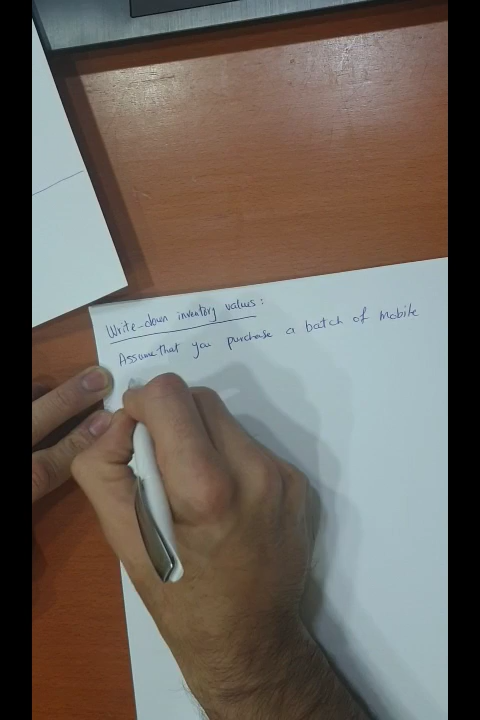 Write-down inventory values:
Assume that you purchase a batch of mobile